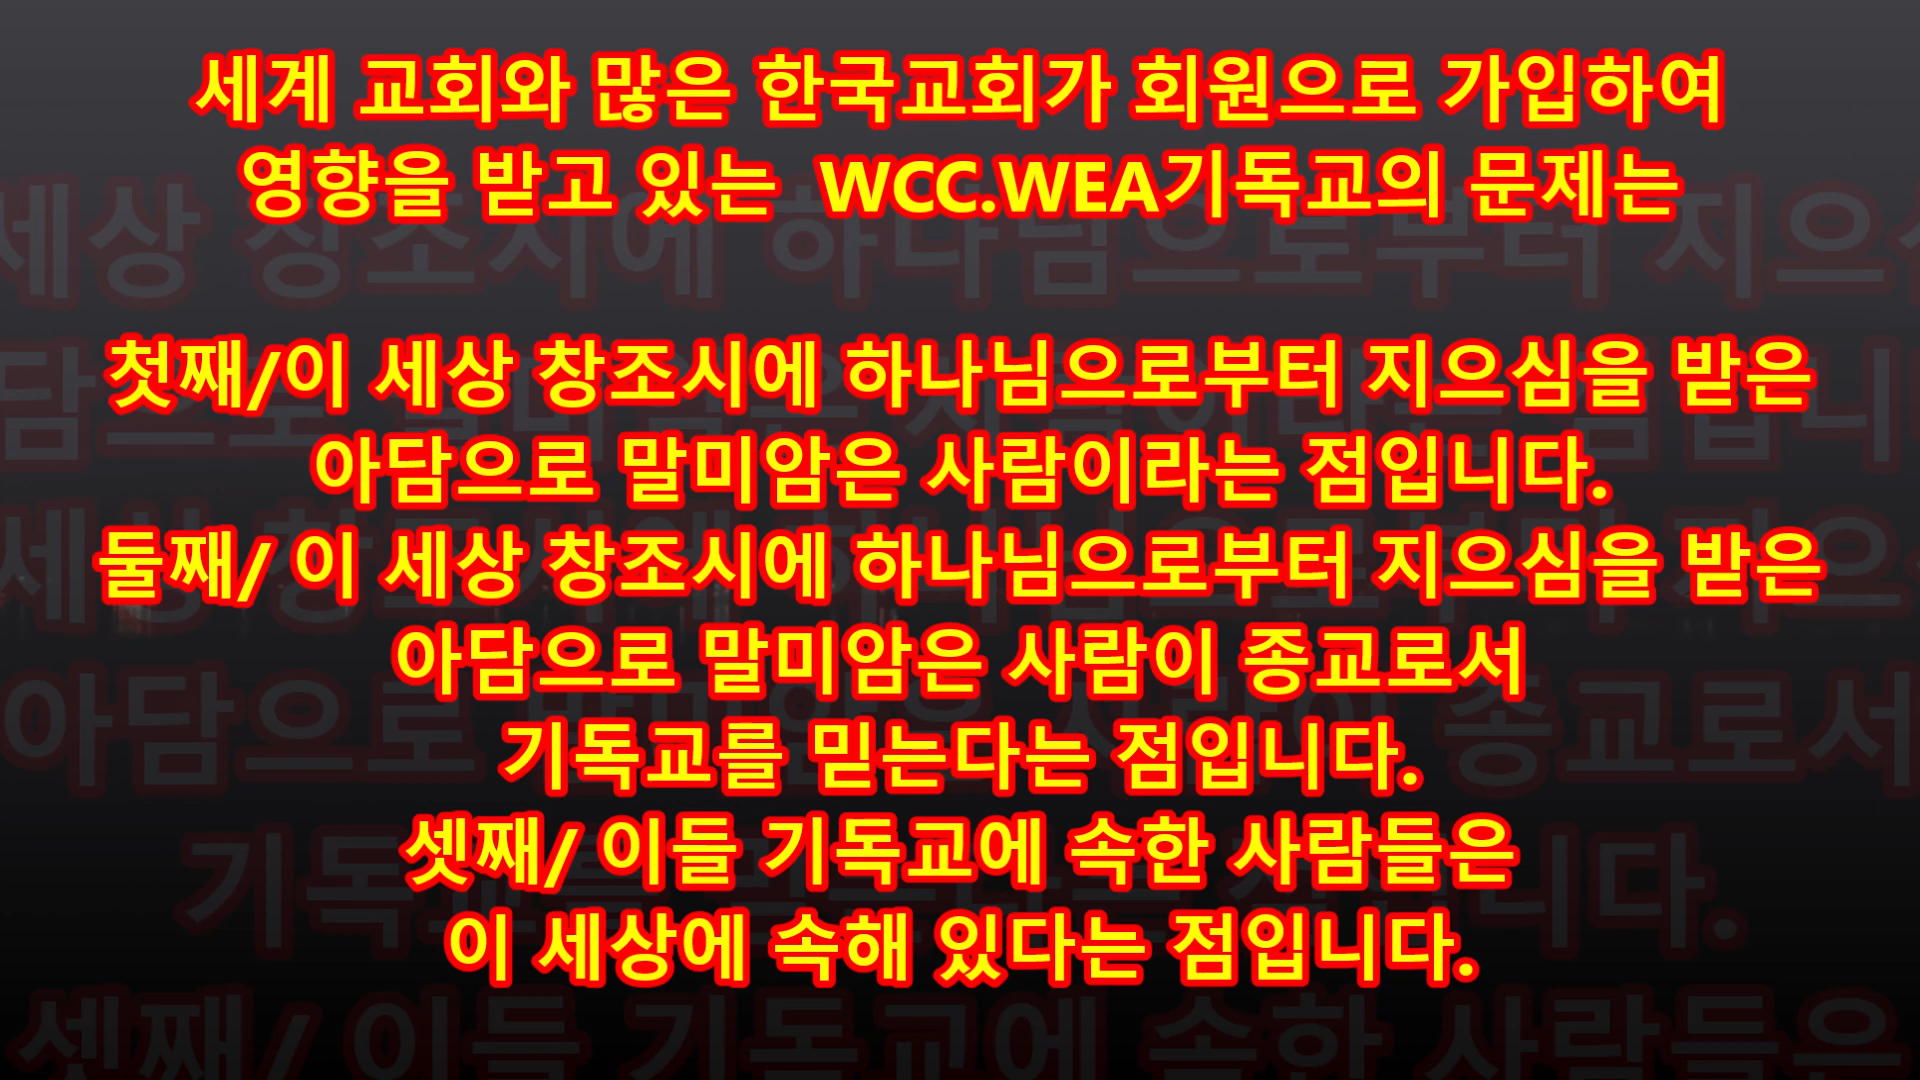 세계 교회와 많은 한국교회가 회원으로 가입하여
영향을 받고 있는 WCC.WEA기독교의 문제는
첫째/이 세상 창조시에 하나님으로부터 지으심을 받은
아담으로 말미암은 사람이라는 점입니다.
둘째/ 이 세상 창조시에 하나님으로부터 지으심을 받은
아담으로 말미암은 사람이 종교로서
기독교를 믿는다는 점입니다.
셋째/ 이들 기독교에 속한 사람들은
이 세상에 속해 있다는 점입니다.